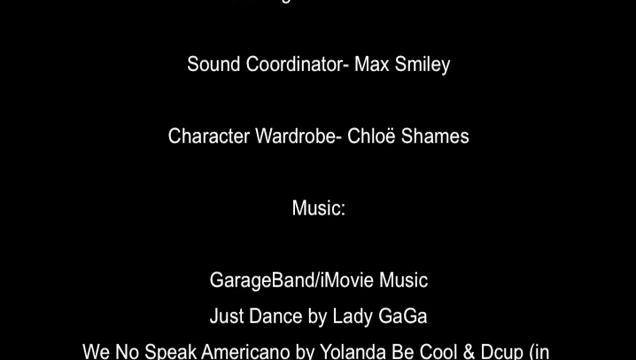 Sound Coordinator- Max Smiley
Character Wardrobe- Chloë Shames
Music:
GarageBand/iMovie Music
Just Dance by Lady GaGa
We No Speak Americano by Yolanda Be Cool & Dcup (in